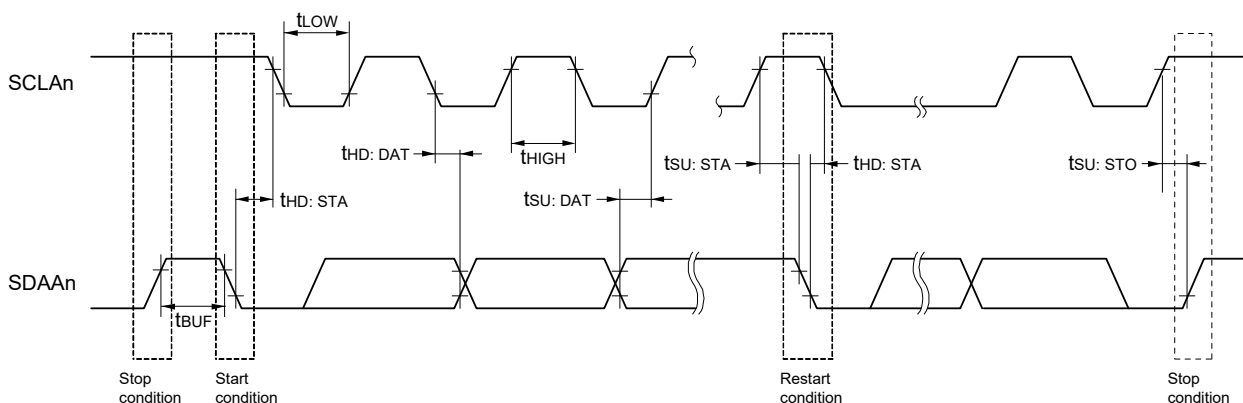 tLOW
SCLAn
tHD: DAT
tHIGH
tSU: STA
tHD: STA
tSU: STO
tHD: STA
tSU: DAT
SDAAn
tBUF
Stop
condition
Start
condition
Restart
condition
Stop
condition